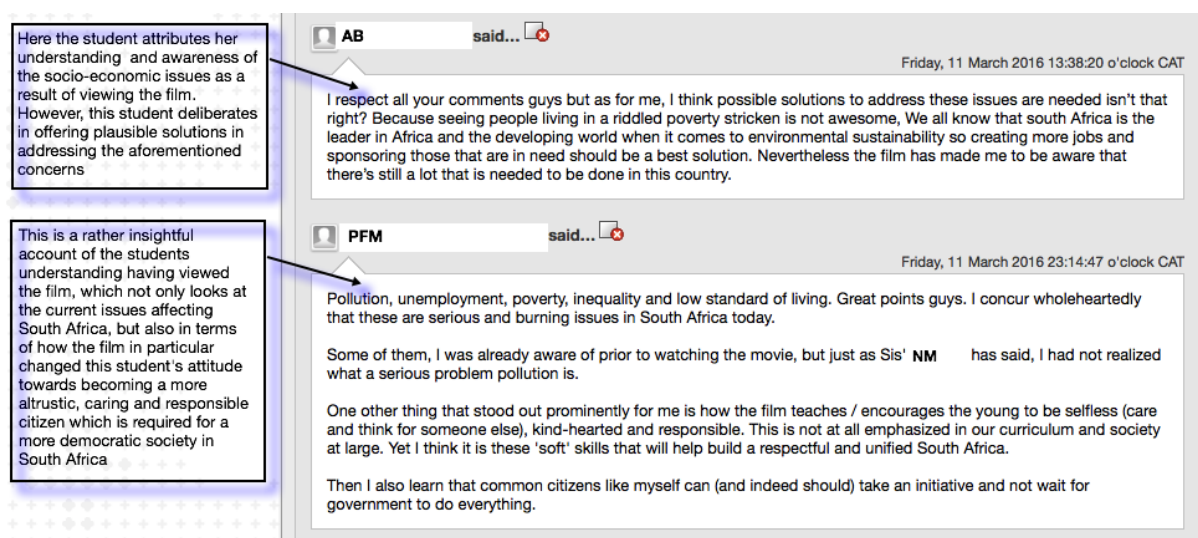 Here the student attributes her
understanding and awareness of
the socio-economic issues as a
result of viewing the film.
However, this student deliberates
in offering plausible solutions in
addressing the aforementioned
concerns
AB said...
Friday, 11 March 2016 13:38:20 o'clock CAT
I respect all your comments guys but as for me, I think possible solutions to address these issues are needed isn't that
right? Because seeing people living in a riddled poverty stricken is not awesome, We all know that south Africa is the
leader in Africa and the developing world when it comes to environmental sustainability so creating more jobs and
sponsoring those that are in need should be a best solution. Nevertheless the film has made me to be aware that
there's still a lot that is needed to be done in this country.
This is a rather insightful
account of the students
understanding having viewed
the film, which not only looks at
the current issues affecting
South Africa, but also in terms
of how the film in particular
changed this student's attitude
towards becoming a more
altrustic, caring and responsible
citizen which is required for a
more democratic society in
South Africa
PFM said...
Friday, 11 March 2016 23:14:47 o'clock CAT
Pollution, unemployment, poverty, inequality and low standard of living. Great points guys. I concur wholeheartedly
that these are serious and burning issues in South Africa today.
Some of them, I was already aware of prior to watching the movie, but just as Sis' NM has said, I had not realized
what a serious problem pollution is.
One other thing that stood out prominently for me is how the film teaches / encourages the young to be selfless (care
and think for someone else), kind-hearted and responsible. This is not at all emphasized in our curriculum and society
at large. Yet I think it is these 'soft' skills that will help build a respectful and unified South Africa.
Then I also learn that common citizens like myself can (and indeed should) take an initiative and not wait for
government to do everything.